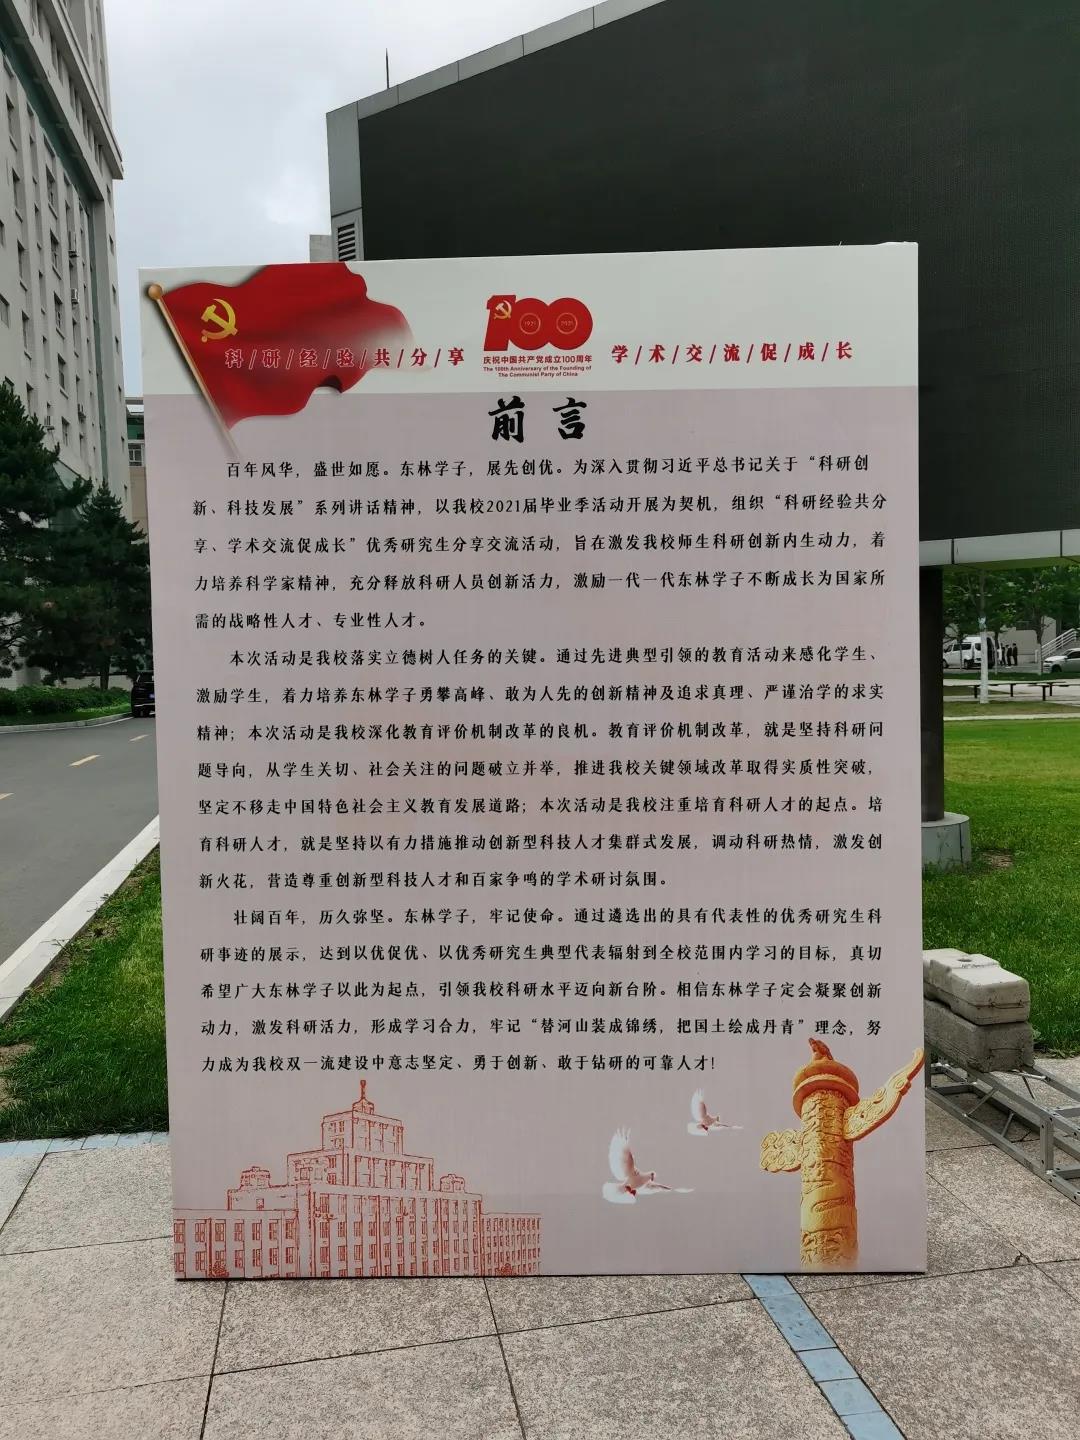 科/研/经/验/共/分/享
100
1921
2021
庆祝中国共产党成立100周年
The 100th Anniversary of the Founding of
The Communist Party of China
学/术/交/流/促/成/长
前言
百年风华，盛世如愿。东林学子，展先创优。为深入贯彻习近平总书记关于“科研创
新、科技发展”系列讲话精神，以我校2021届毕业季活动开展为契机，组织“科研经验共分
享、学术交流促成长”优秀研究生分享交流活动，旨在激发我校师生科研创新内生动力，着
力培养科学家精神，充分释放科研人员创新活力，激励一代一代东林学子不断成长为国家所
需的战略性人才、专业性人才。
本次活动是我校落实立德树人任务的关键。通过先进典型引领的教育活动来感化学生、
激励学生，着力培养东林学子勇攀高峰、敢为人先的创新精神及追求真理、严谨治学的求实
精神；本次活动是我校深化教育评价机制改革的良机。教育评价机制改革，就是坚持科研问
题导向，从学生关切、社会关注的问题破立并举，推进我校关键领域改革取得实质性突破，
坚定不移走中国特色社会主义教育发展道路；本次活动是我校注重培育科研人才的起点。培
育科研人才，就是坚持以有力措施推动创新型科技人才集群式发展，调动科研热情，激发创
新火花，营造尊重创新型科技人才和百家争鸣的学术研讨氛围。
壮阔百年，历久弥坚。东林学子，牢记使命。通过遴选出的具有代表性的优秀研究生科
研事迹的展示，达到以优促优、以优秀研究生典型代表辐射到全校范围内学习的目标，真切
希望广大东林学子以此为起点，引领我校科研水平迈向新台阶。相信东林学子定会凝聚创新
动力，激发科研活力，形成学习合力，牢记“替河山装成锦绣，把国土绘成丹青”理念，努
力成为我校双一流建设中意志坚定、勇于创新、敢于钻研的可靠人才！